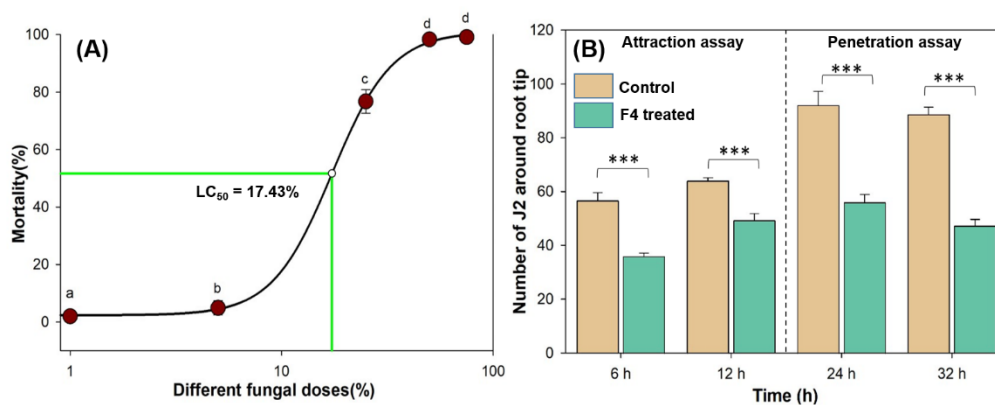 (A)
Mortality(%)
100
80
60
40
20
0
a
b
c
d
d
LC50 = 17.43%
1
10
100
Different fungal doses(%)
(B)
Attraction assay
Penetration assay
Control
F4 treated
Number of J2 around root tip
120
100
80
60
40
20
0
***
***
***
***
6 h
12 h
24 h
32 h
Time (h)